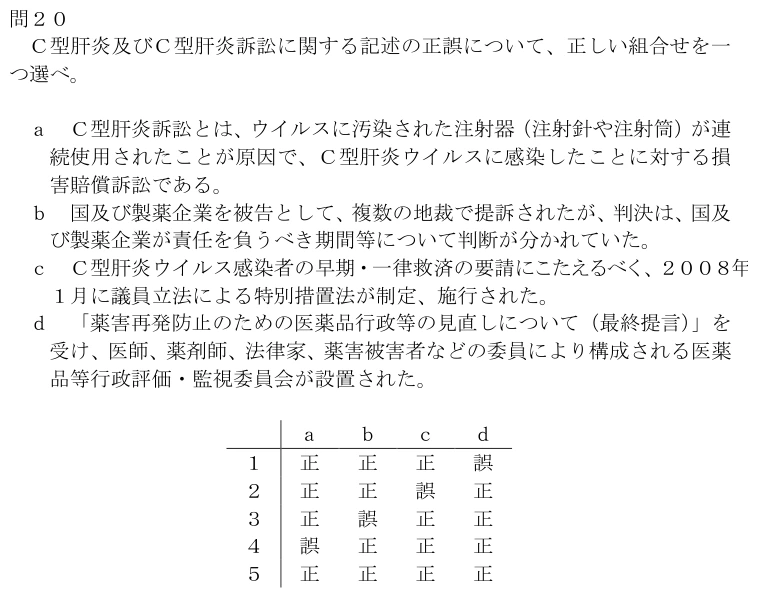 問２０
Ｃ型肝炎及びＣ型肝炎訴訟に関する記述の正誤について、正しい組合せを一
つ選べ。
a　Ｃ型肝炎訴訟とは、ウイルスに汚染された注射器（注射針や注射筒）が連
続使用されたことが原因で、Ｃ型肝炎ウイルスに感染したことに対する損
害賠償訴訟である。
b　国及び製薬企業を被告として、複数の地裁で提訴されたが、判決は、国及
び製薬企業が責任を負うべき期間等について判断が分かれていた。
c　Ｃ型肝炎ウイルス感染者の早期・一律救済の要請にこたえるべく、２００８年
１月に議員立法による特別措置法が制定、施行された。
d　「薬害再発防止のための医薬品行政等の見直しについて（最終提言）」を
受け、医師、薬剤師、法律家、薬害被害者などの委員により構成される医薬
品等行政評価・監視委員会が設置された。
a b c d
1 正 正 正 誤
2 正 正 誤 正
3 正 誤 正 正
4 誤 正 正 正
5 正 正 正 正